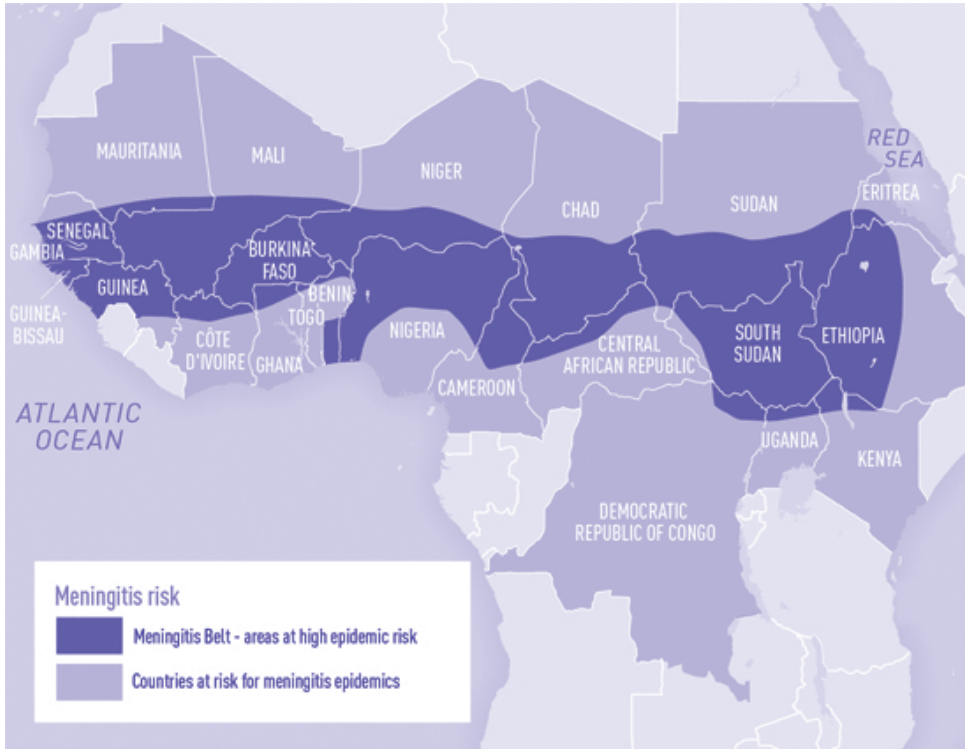 RED
SEA
MAURITANIA
MALI
NIGER
CHAD
SUDAN
ERITREA
SENEGAL
GAMBIA
BURKINA
FASO
GUINEA
BENIN
TOGO
GUINEA-
BISSAU
CÔTE
D'IVOIRE
GHANA
NIGERIA
CENTRAL
AFRICAN REPUBLIC
SOUTH
SUDAN
ETHIOPIA
CAMEROON
ATLANTIC
OCEAN
UGANDA
KENYA
DEMOCRATIC
REPUBLIC OF CONGO
Meningitis risk
Meningitis Belt - areas at high epidemic risk
Countries at risk for meningitis epidemics